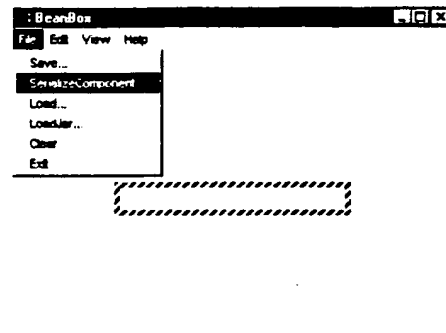 : BeanBox
File Edit View Help
Save...
SerializeComponent...
Load...
LoadJar...
Clear
Exit